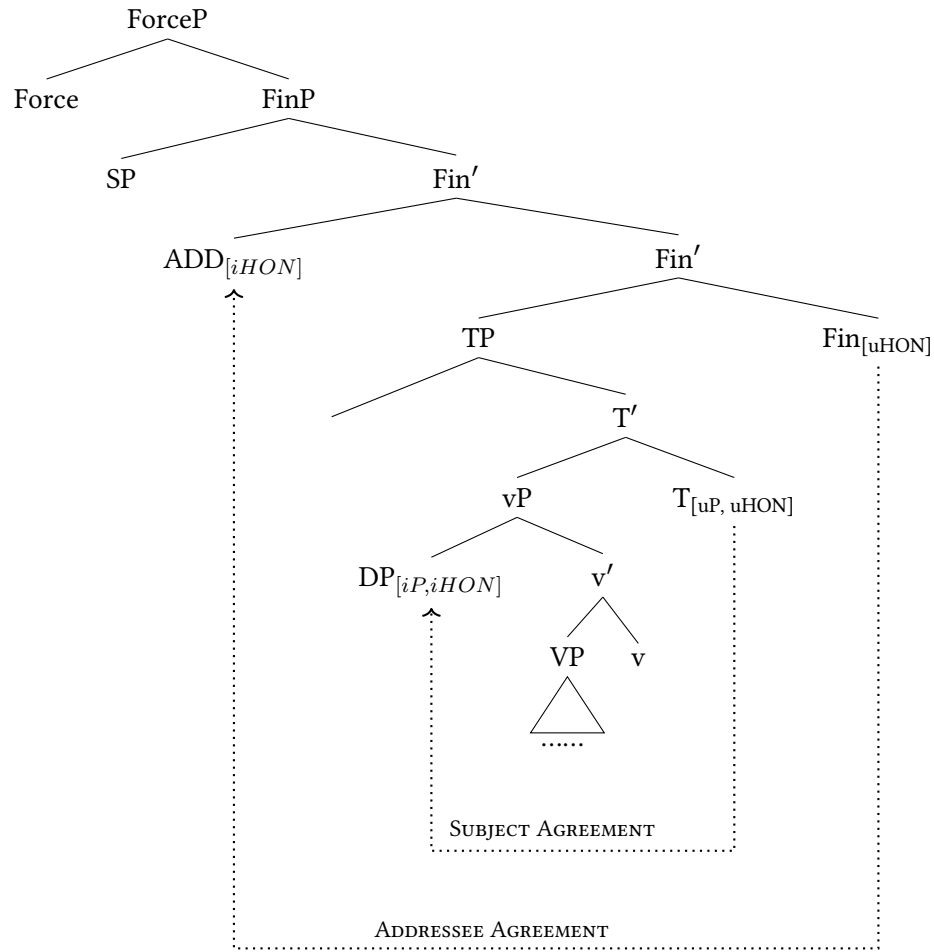 ForceP
Force FinP
SP Fin′
ADD[iHON] Fin′
TP Fin[uHON]
T′
vP T[uP, uHON]
DP[iP,iHON] v′
VP v
......
Subject Agreement
Addressee Agreement